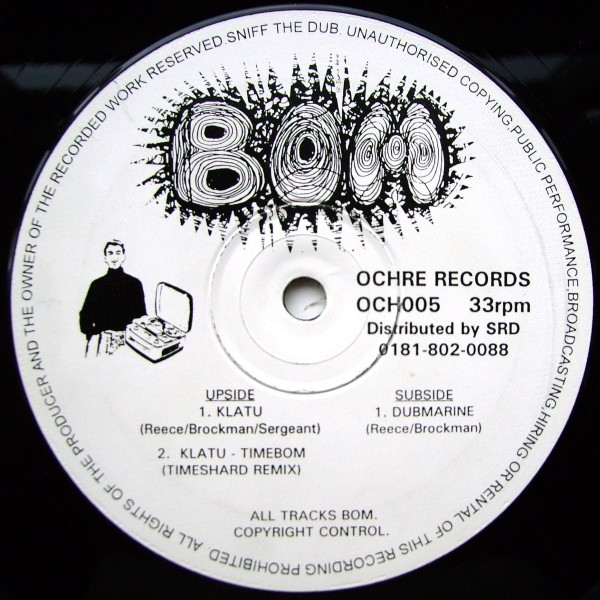 ALL RIGHTS OF THE PRODUCER AND THE OWNER OF THE RECORDED WORK RESERVED.SNIFF THE DUB. UNAUTHORISED COPYING,PUBLIC PERFORMANCE,BROADCASTING,HIRING OR RENTAL OF THIS RECORDING PROHIBITED
BOM
OCHRE RECORDS
OCH005 33rpm
Distributed by SRD
0181-802-0088
UPSIDE
1. KLATU
(Reece/Brockman/Sergeant)
2. KLATU - TIMEBOM
(TIMESHARD REMIX)
SUBSIDE
1. DUBMARINE
(Reece/Brockman)
ALL TRACKS BOM.
COPYRIGHT CONTROL.